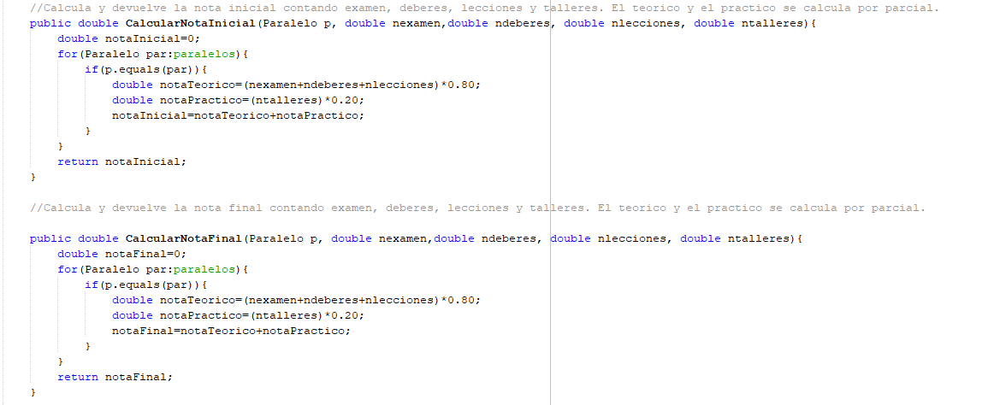 //Calcula y devuelve la nota inicial contando examen, deberes, lecciones y talleres. El teorico y el practico se calcula por parcial.
public double CalcularNotaInicial(Paralelo p, double nexamen,double ndeberes, double nlecciones, double ntalleres){
double notaInicial=0;
for(Paralelo par:paralelos){
if(p.equals(par)){
double notaTeorico=(nexamen+ndeberes+nlecciones)*0.80;
double notaPractico=(ntalleres)*0.20;
notaInicial=notaTeorico+notaPractico;
}
}
return notaInicial;
}
//Calcula y devuelve la nota final contando examen, deberes, lecciones y talleres. El teorico y el practico se calcula por parcial.
public double CalcularNotaFinal(Paralelo p, double nexamen,double ndeberes, double nlecciones, double ntalleres){
double notaFinal=0;
for(Paralelo par:paralelos){
if(p.equals(par)){
double notaTeorico=(nexamen+ndeberes+nlecciones)*0.80;
double notaPractico=(ntalleres)*0.20;
notaFinal=notaTeorico+notaPractico;
}
}
return notaFinal;
}